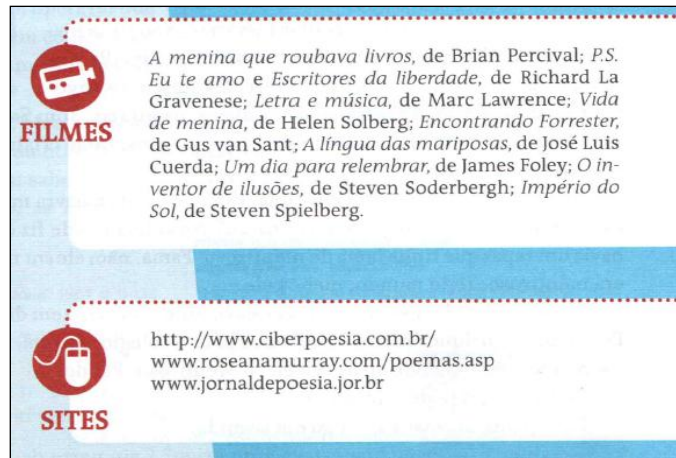 A menina que roubava livros, de Brian Percival; P.S.
Eu te amo e Escritores da liberdade, de Richard La
Gravenese; Letra e música, de Marc Lawrence; Vida
de menina, de Helen Solberg; Encontrando Forrester,
de Gus van Sant; A língua das mariposas, de José Luis
Cuerda; Um dia para relembrar, de James Foley; O in-
ventor de ilusões, de Steven Soderbergh; Império do
Sol, de Steven Spielberg.
FILMES
http://www.ciberpoesia.com.br/
www.roseanamurray.com/poemas.asp
www.jornaldepoesia.jor.br
SITES